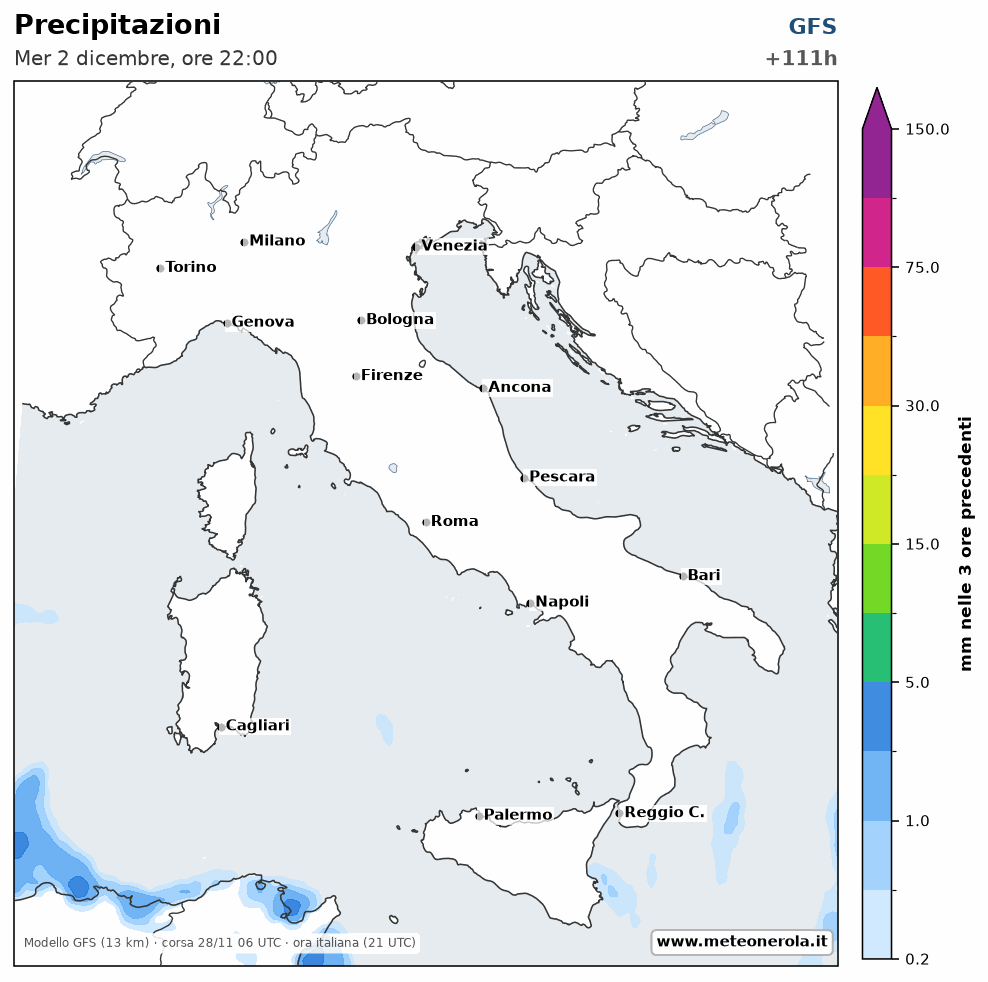 Precipitazioni
GFS
Mer 2 dicembre, ore 22:00
+111h
150.0
75.0
30.0
15.0
5.0
1.0
0.2
mm nelle 3 ore precedenti
Milano
Venezia
Torino
Genova
Bologna
Firenze
Ancona
Pescara
Roma
Bari
Napoli
Cagliari
Palermo
Reggio C.
Modello GFS (13 km) · corsa 28/11 06 UTC · ora italiana (21 UTC)
www.meteonerola.it